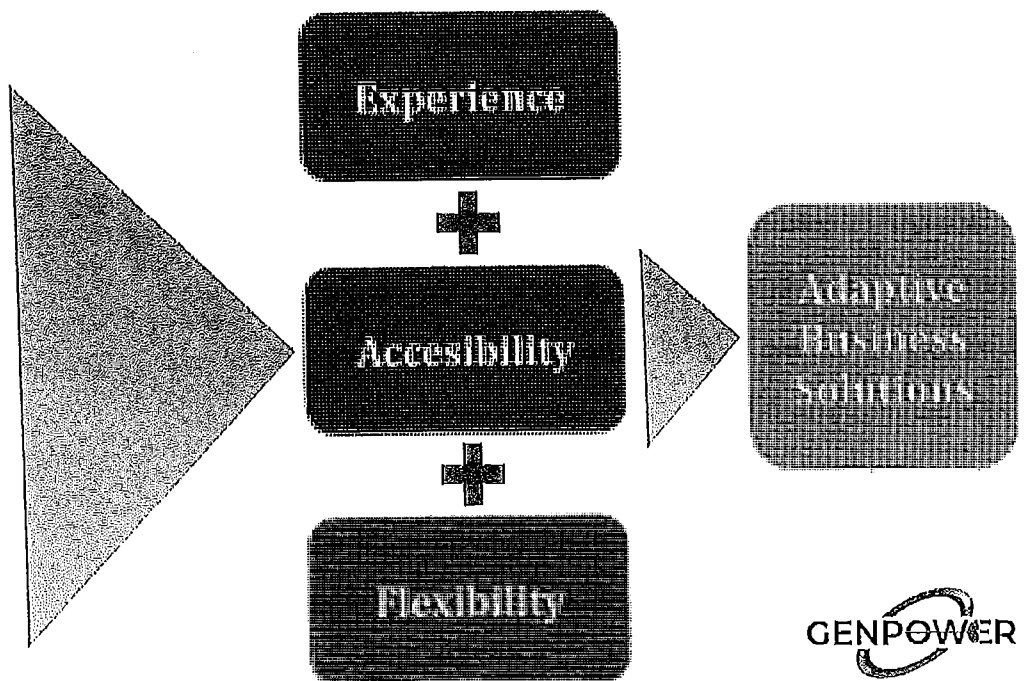 Experience
Accesibility
Flexibility
Adaptive
Business
Solutions
GENPOWER